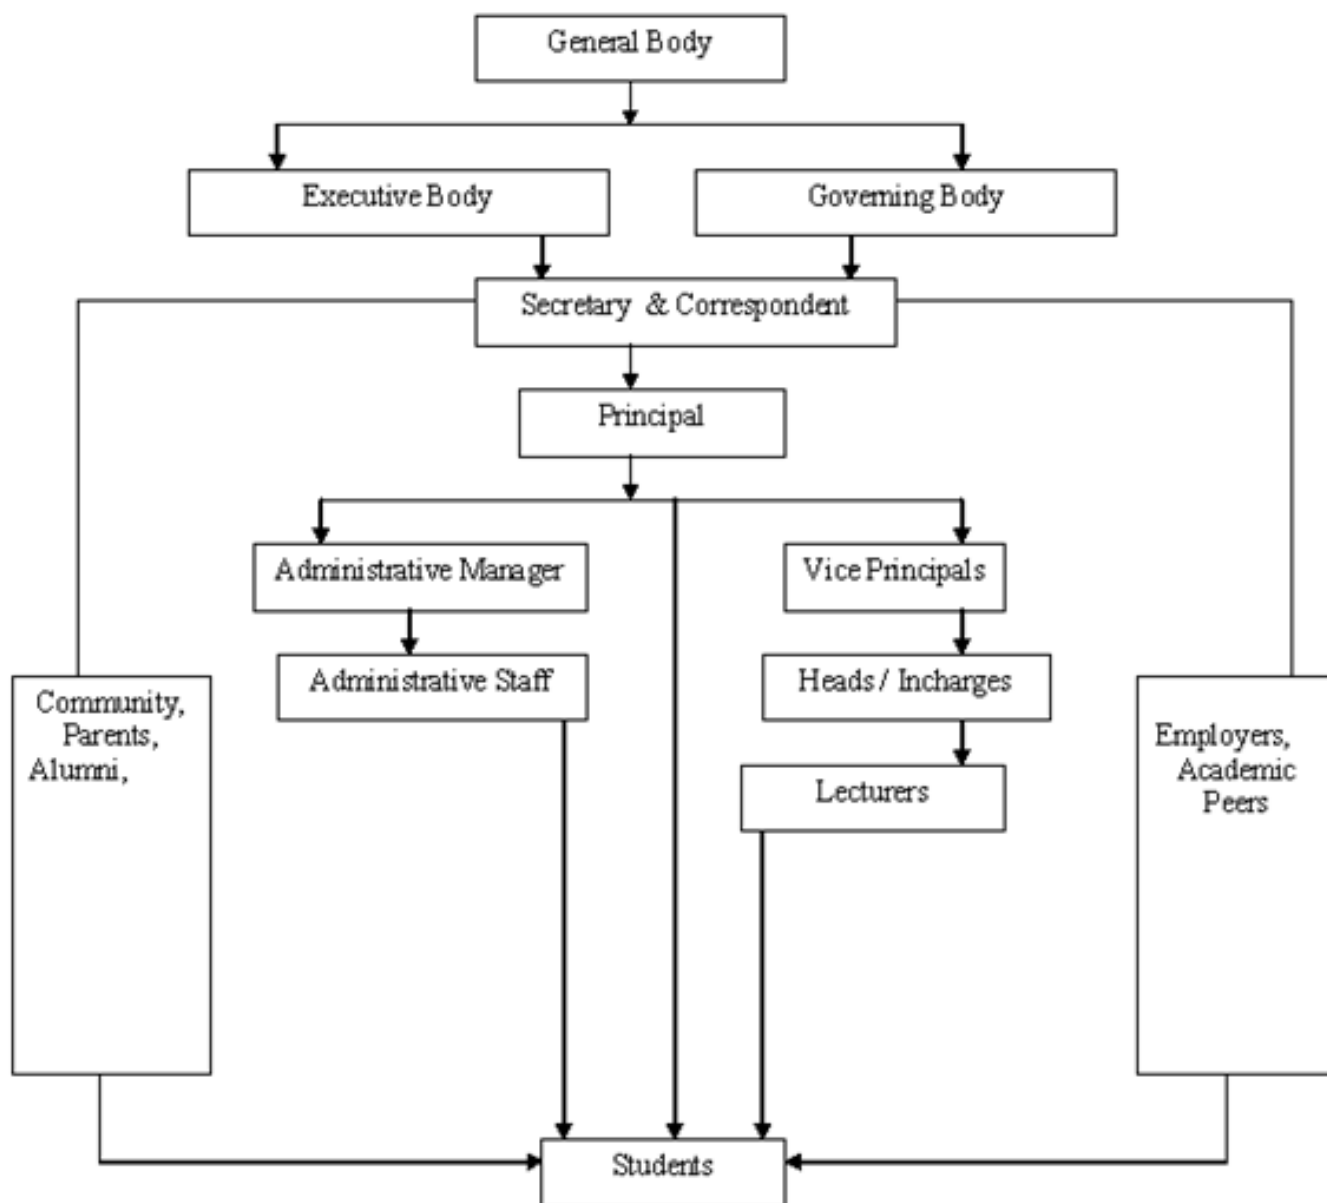 General Body
Executive Body
Governing Body
Secretary & Correspondent
Principal
Administrative Manager
Vice Principals
Administrative Staff
Heads / Incharges
Community,
Parents,
Alumni,
Employers,
Academic
Peers
Lecturers
Students